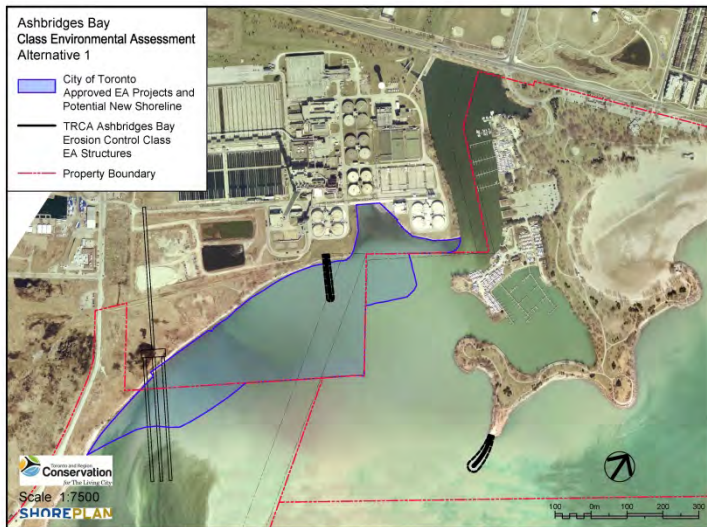 Ashbridges Bay
Class Environmental Assessment
Alternative 1
City of Toronto
Approved EA Projects and
Potential New Shoreline
TRCA Ashbridges Bay
Erosion Control Class
EA Structures
Property Boundary
Toronto and Region
Conservation
for The Living City
Scale 1:7500
SHOREPLAN
100 0m 100 200 300